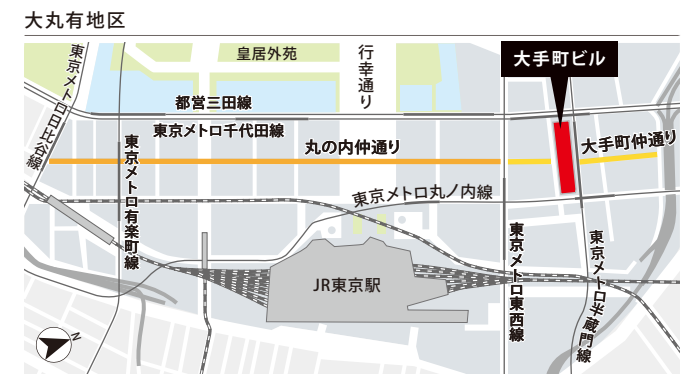 大丸有地区
皇居外苑
行幸通り
大手町ビル
東京メトロ日比谷線
都営三田線
東京メトロ千代田線
丸の内仲通り
大手町仲通り
東京メトロ有楽町線
東京メトロ丸ノ内線
東京メトロ東西線
東京メトロ半蔵門線
JR東京駅
N